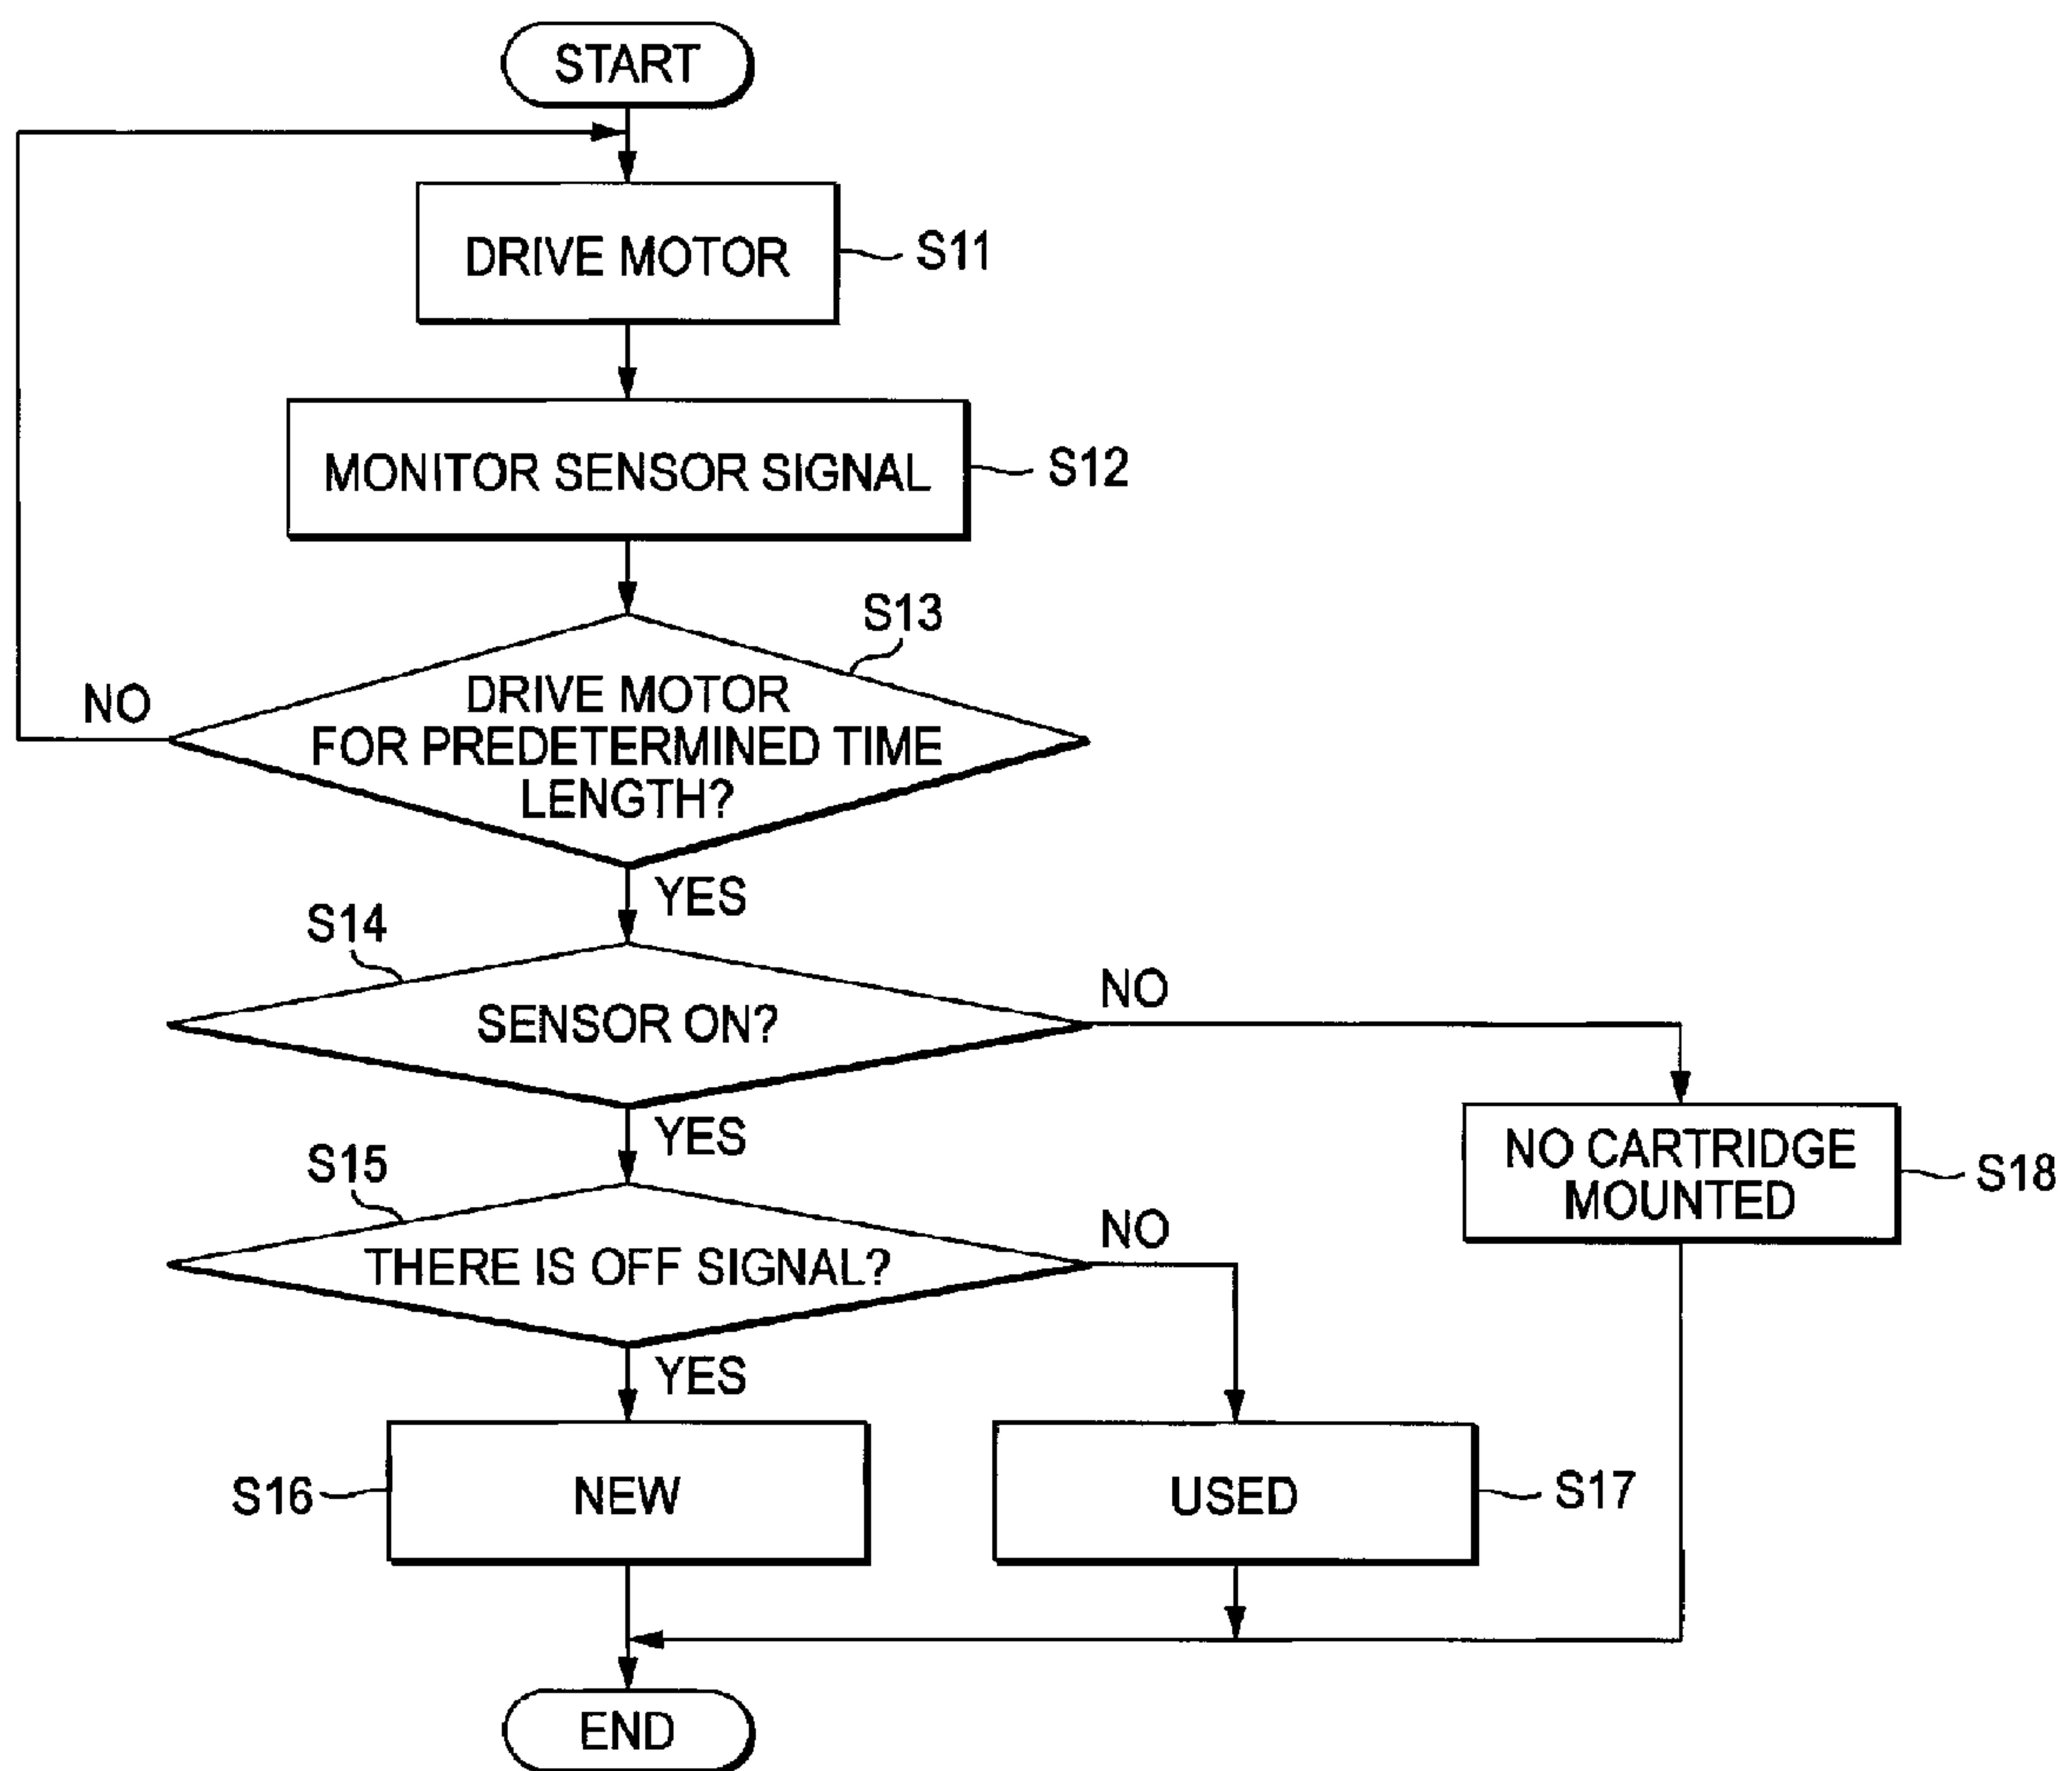 START
DRIVE MOTOR
S11
MONITOR SENSOR SIGNAL
S12
S13
DRIVE MOTOR
FOR PREDETERMINED TIME
LENGTH?
NO
YES
S14
SENSOR ON?
NO
YES
NO CARTRIDGE
MOUNTED
S18
S15
THERE IS OFF SIGNAL?
NO
YES
S16
NEW
USED
S17
END